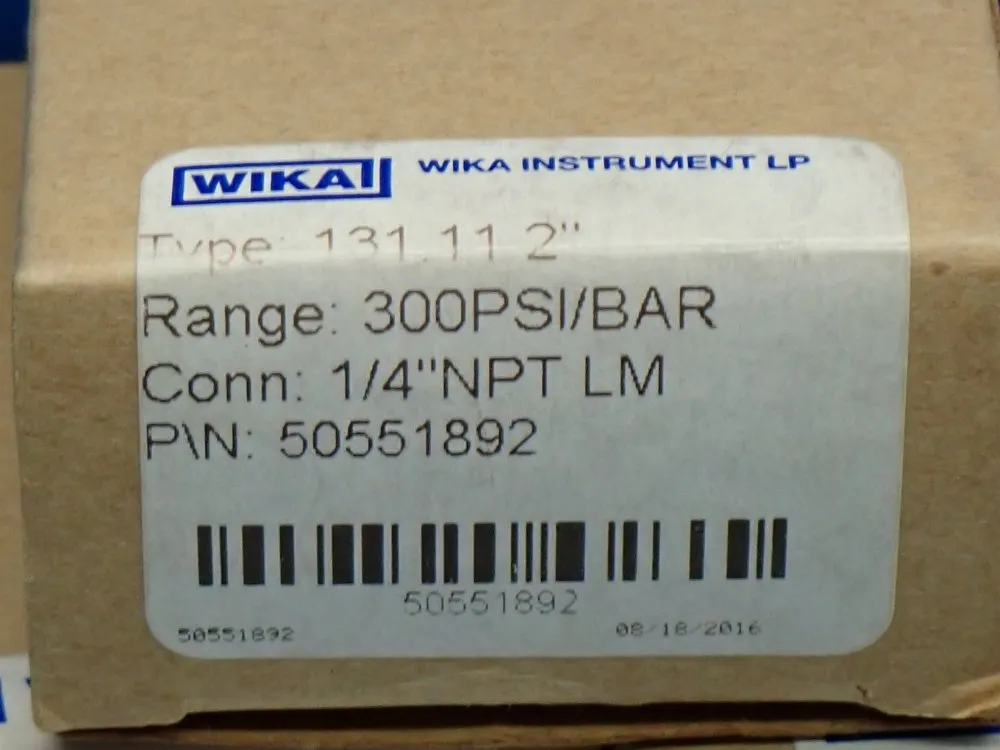 WIKA WIKA INSTRUMENT LP
Type: 131.11 2"
Range: 300PSI/BAR
Conn: 1/4"NPT LM
P\N: 50551892
50551892
50551892 08/18/2016